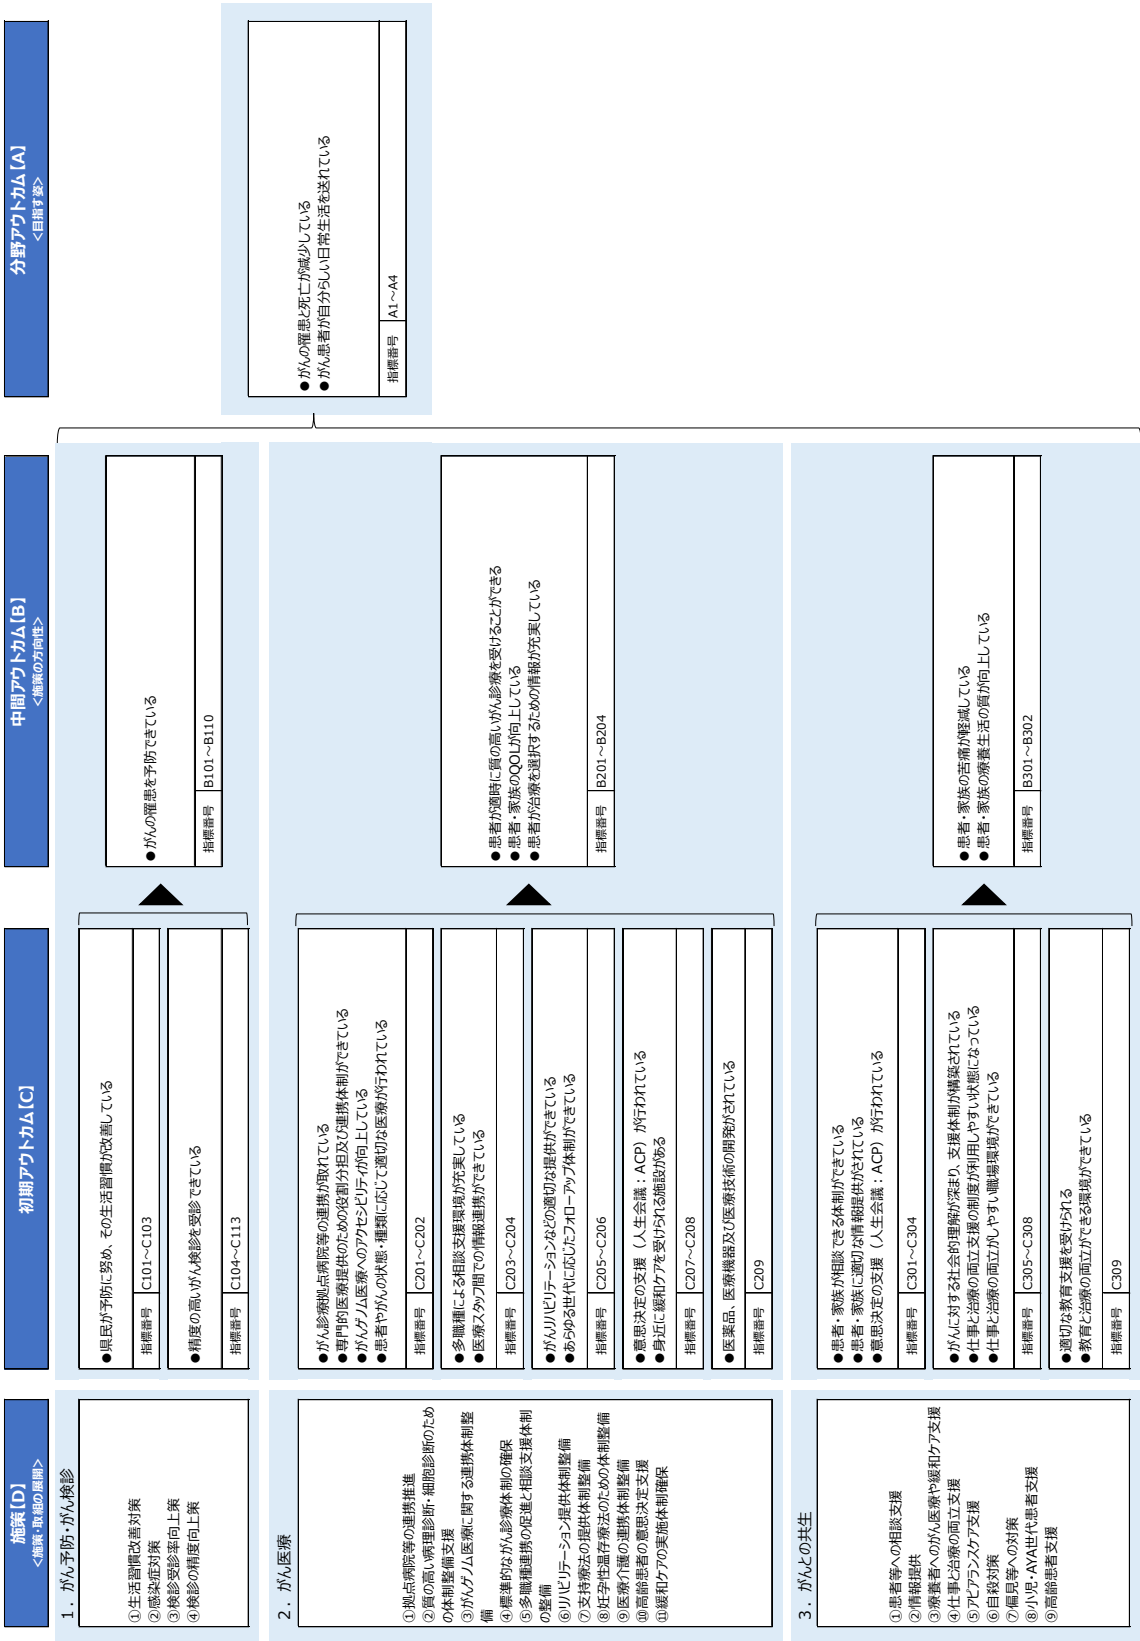 施策【D】
<施策・取組の展開>
初期アウトカム【C】
中間アウトカム【B】
<施策の方向性>
分野アウトカム【A】
<目指す姿>
1．がん予防・がん検診
①生活習慣改善対策
②感染症対策
③検診受診率向上策
④検診の精度向上策
●県民が予防に努め、その生活習慣が改善している
指標番号 C101～C103
●精度の高いがん検診を受診できている
指標番号 C104～C113
●がんの罹患を予防できている
指標番号 B101～B110
2．がん医療
①拠点病院等の連携推進
②質の高い病理診断・細胞診断のため
の体制整備支援
③がんゲノム医療に関する連携体制整
備
④標準的ながん診療体制の確保
⑤多職種連携の促進と相談支援体制
の整備
⑥リハビリテーション提供体制整備
⑦支持療法の提供体制整備
⑧妊孕性温存療法のための体制整備
⑨医療介護の連携体制整備
⑩高齢患者の意思決定支援
⑪緩和ケアの実施体制確保
●がん診療拠点病院等の連携が取れている
●専門的医療提供のための役割分担及び連携体制ができている
●がんゲノム医療へのアクセシビリティが向上している
●患者やがんの状態・種類に応じて適切な医療が行われている
指標番号 C201～C202
●多職種による相談支援環境が充実している
●医療スタッフ間での情報連携ができている
指標番号 C203～C204
●がんリハビリテーションなどの適切な提供ができている
●あらゆる世代に応じたフォローアップ体制ができている
指標番号 C205～C206
●意思決定の支援（人生会議：ACP）が行われている
●身近に緩和ケアを受けられる施設がある
指標番号 C207～C208
●医薬品、医療機器及び医療技術の開発がされている
指標番号 C209
●患者が適時に質の高いがん診療を受けることができる
●患者・家族のQOLが向上している
●患者が治療を選択するための情報が充実している
指標番号 B201～B204
3．がんとの共生
①患者等への相談支援
②情報提供
③療養者へのがん医療や緩和ケア支援
④仕事と治療の両立支援
⑤アピアランスケア支援
⑥自殺対策
⑦偏見等への対策
⑧小児・AYA世代患者支援
⑨高齢患者支援
●患者・家族が相談できる体制ができている
●患者・家族に適切な情報提供がされている
●意思決定の支援（人生会議：ACP）が行われている
指標番号 C301～C304
●がんに対する社会的理解が深まり、支援体制が構築されている
●仕事と治療の両立支援の制度が利用しやすい状態になっている
●仕事と治療の両立がしやすい職場環境ができている
指標番号 C305～C308
●適切な教育支援を受けられる
●教育と治療の両立ができる環境ができている
指標番号 C309
●患者・家族の苦痛が軽減している
●患者・家族の療養生活の質が向上している
指標番号 B301～B302
●がんの罹患と死亡が減少している
●がん患者が自分らしい日常生活を送れている
指標番号 A1～A4